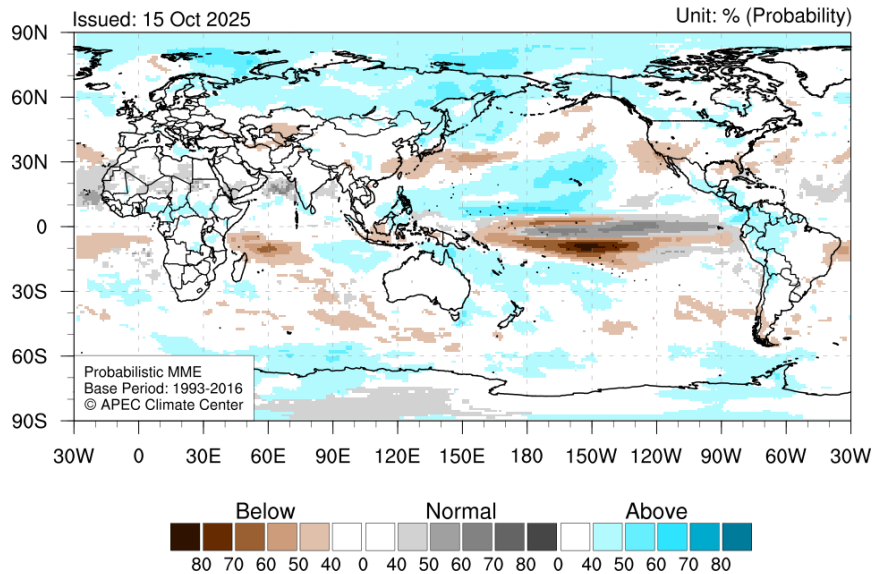 Issued: 15 Oct 2025
Unit: % (Probability)
90N
60N
30N
0
30S
60S
90S
Probabilistic MME
Base Period: 1993-2016
© APEC Climate Center
30W 0 30E 60E 90E 120E 150E 180 150W 120W 90W 60W 30W
Below Normal Above
80 70 60 50 40 0 40 50 60 70 80 0 40 50 60 70 80